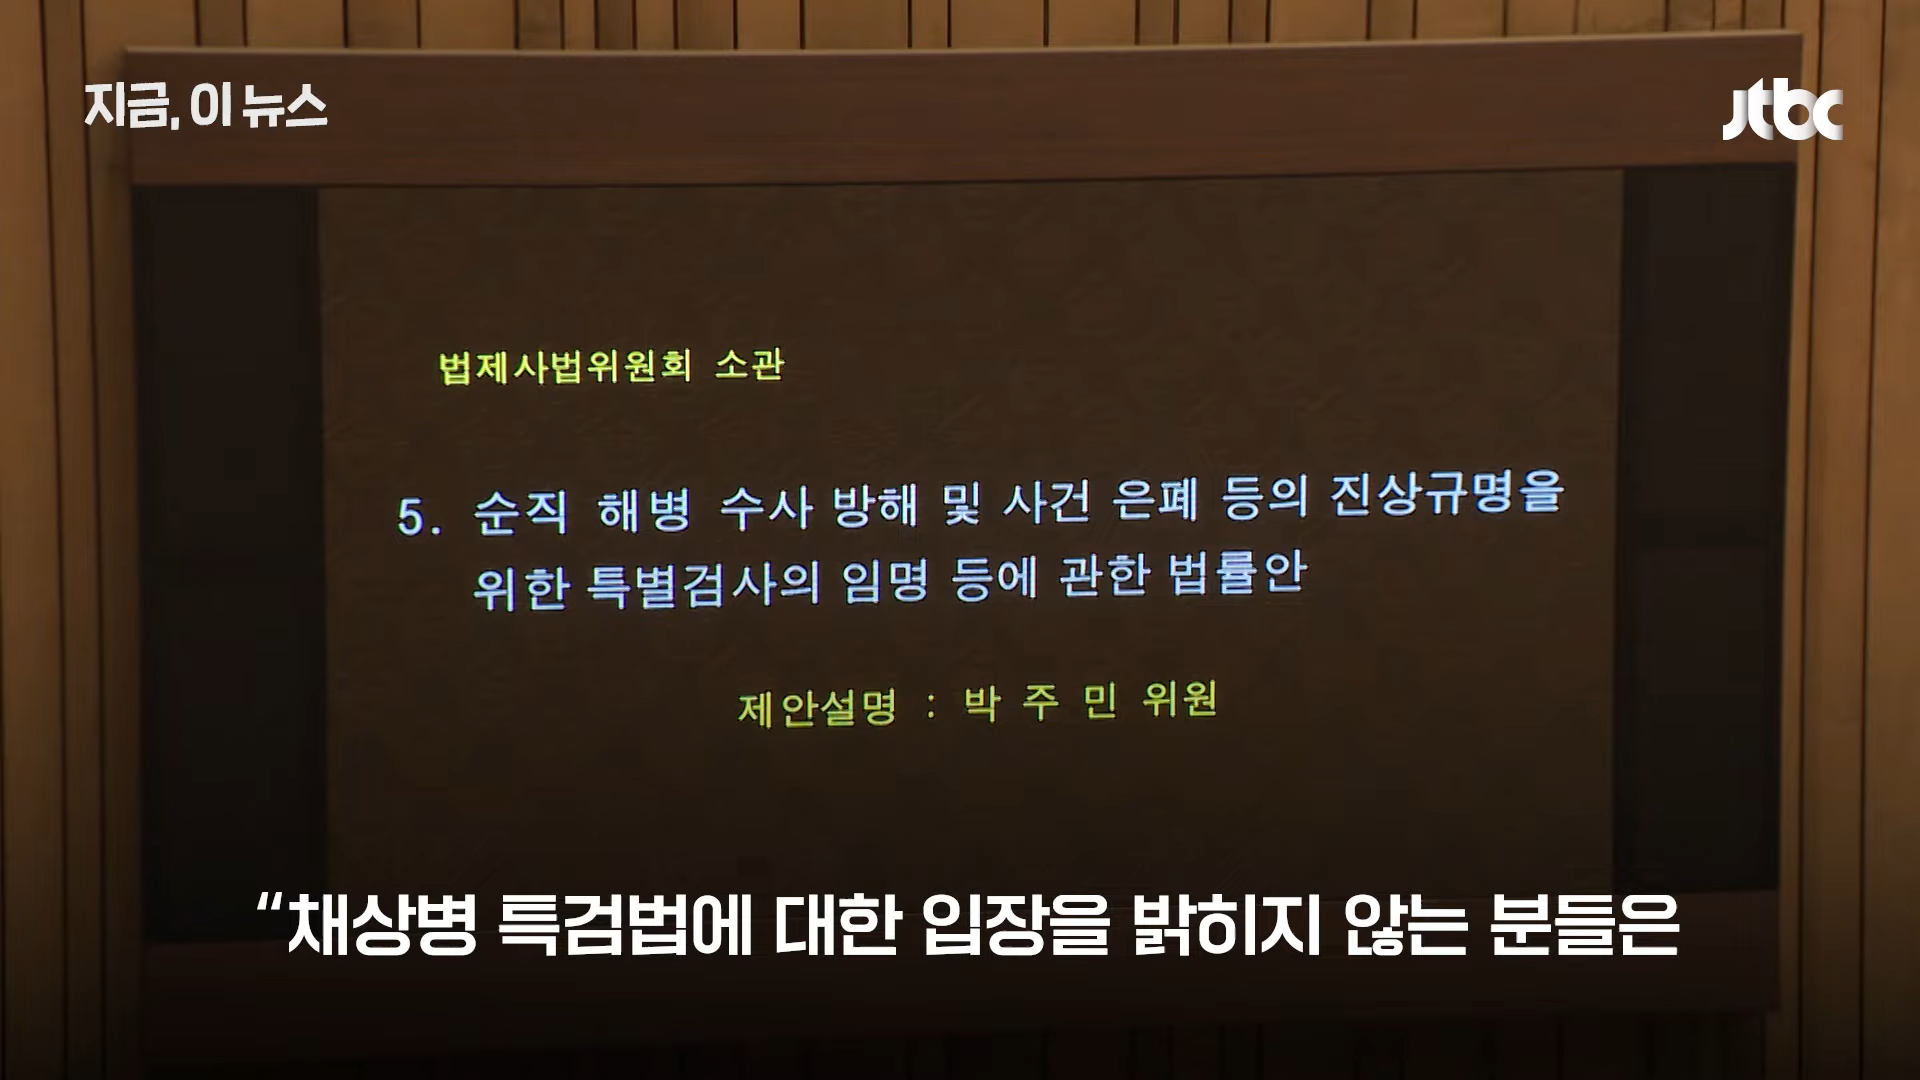 지금, 이 뉴스
jtbc
법제사법위원회 소관
5. 순직 해병 수사 방해 및 사건 은폐 등의 진상규명을
위한 특별검사의 임명 등에 관한 법률안
제안설명 : 박 주 민 위원
“채상병 특검법에 대한 입장을 밝히지 않는 분들은